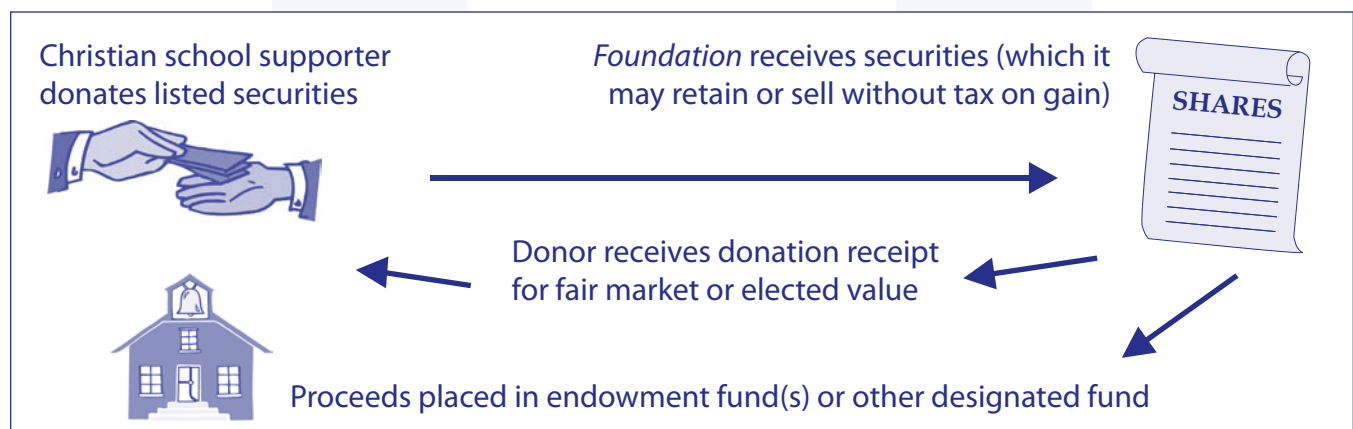 Christian school supporter
donates listed securities
Foundation receives securities (which it
may retain or sell without tax on gain)
SHARES
Donor receives donation receipt
for fair market or elected value
Proceeds placed in endowment fund(s) or other designated fund